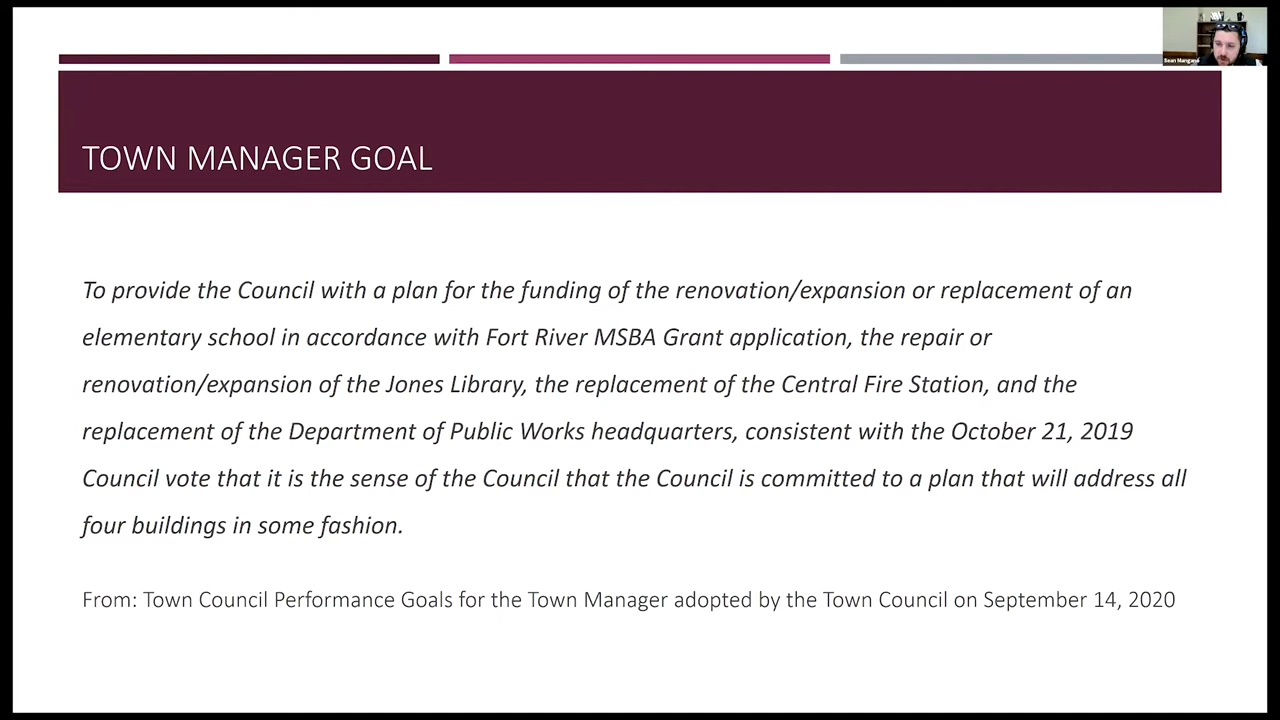 Sean Mangano
TOWN MANAGER GOAL
To provide the Council with a plan for the funding of the renovation/expansion or replacement of an
elementary school in accordance with Fort River MSBA Grant application, the repair or
renovation/expansion of the Jones Library, the replacement of the Central Fire Station, and the
replacement of the Department of Public Works headquarters, consistent with the October 21, 2019
Council vote that it is the sense of the Council that the Council is committed to a plan that will address all
four buildings in some fashion.
From: Town Council Performance Goals for the Town Manager adopted by the Town Council on September 14, 2020